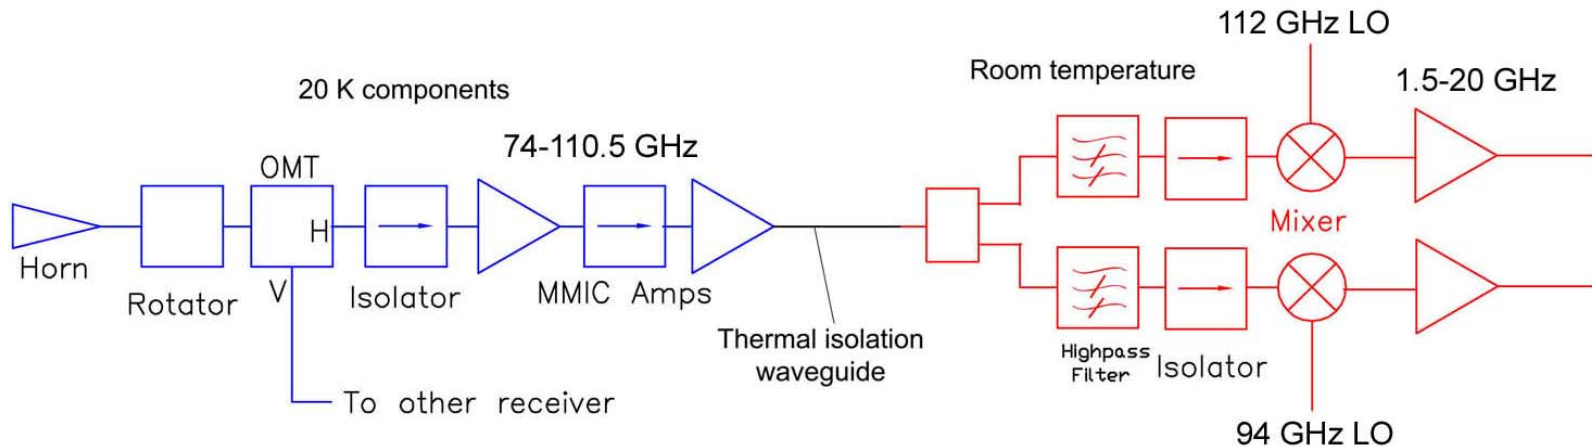 112 GHz LO
Room temperature
1.5-20 GHz
20 K components
74-110.5 GHz
OMT
H
Mixer
Horn
V
Rotator
Isolator
MMIC Amps
Thermal isolation
waveguide
Highpass
Filter
Isolator
To other receiver
94 GHz LO